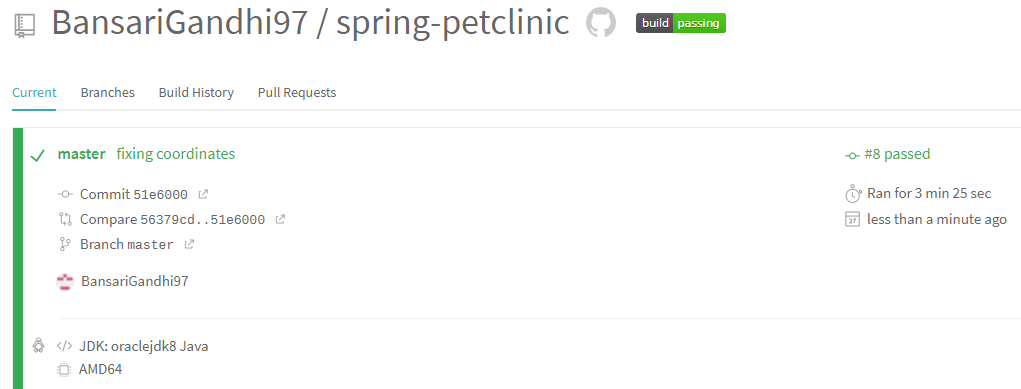 BansariGandhi97 / spring-petclinic build passing
Current Branches Build History Pull Requests
master fixing coordinates #8 passed
Commit 51e6000 Ran for 3 min 25 sec
Compare 56379cd..51e6000 27 less than a minute ago
Branch master
BansariGandhi97
JDK: oraclejdk8 Java
AMD64